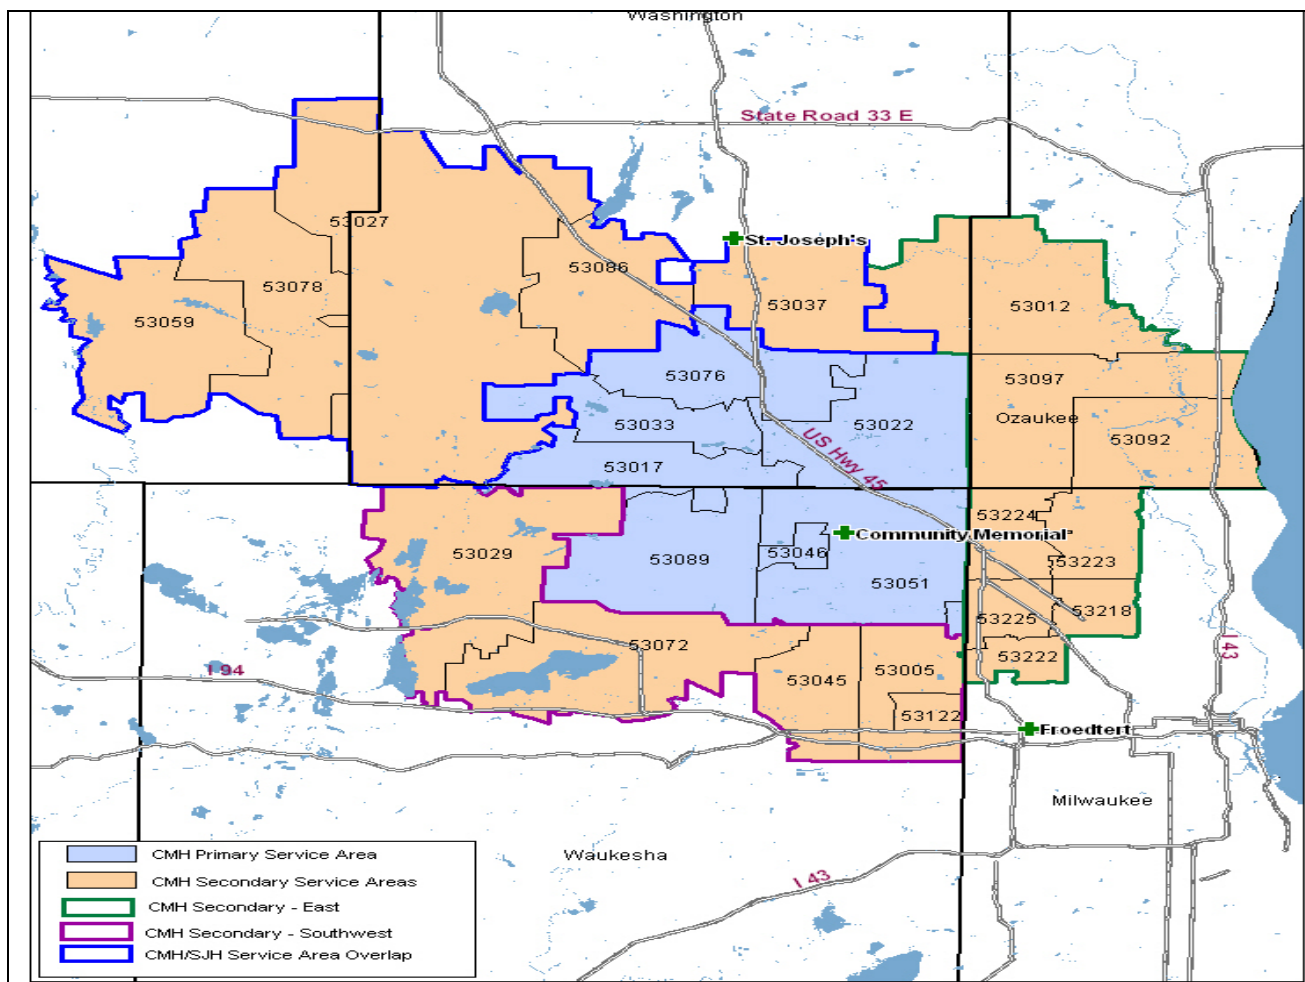 Washington
State Road 33 E
53027
St. Joseph's
53086
53078
53037
53012
53059
53076
53097
53033
53022
Ozaukee
53092
53017
US Hwy 45
53224
Community Memorial
53029
53089
53046
53051
53223
53225
53218
53072
53222
I 43
I 94
53045
53005
53122
Froedtert
Milwaukee
Waukesha
I 43
CMH Primary Service Area
CMH Secondary Service Areas
CMH Secondary - East
CMH Secondary - Southwest
CMH/SJH Service Area Overlap